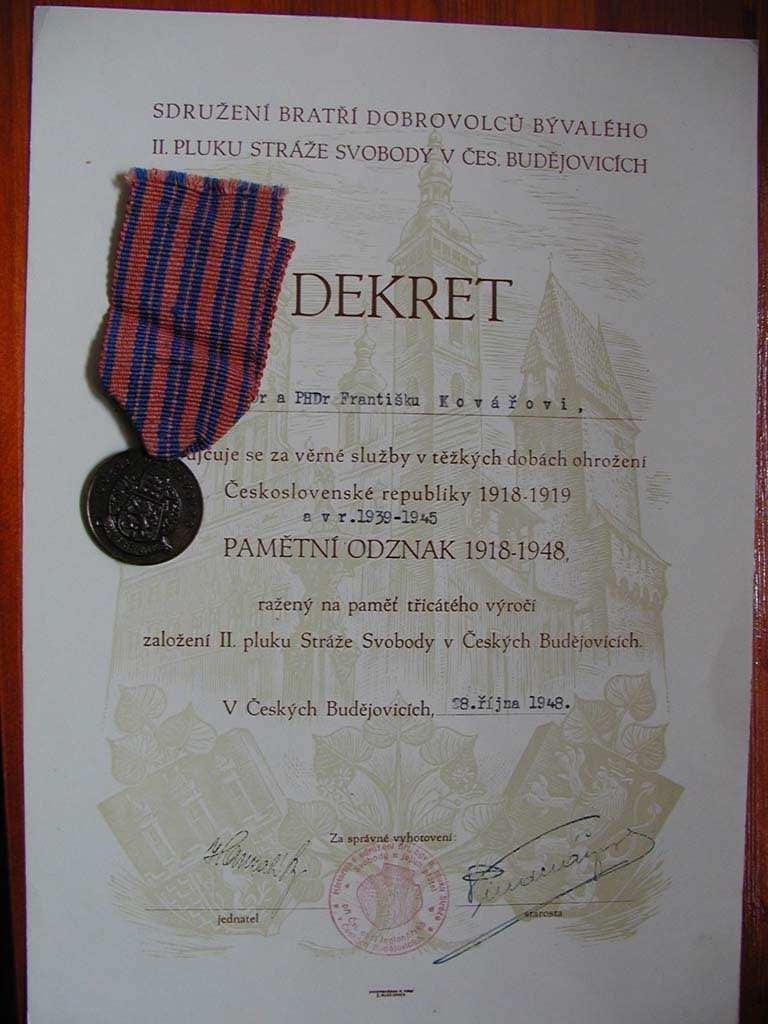 SDRUŽENÍ BRATŘÍ DOBROVOLCŮ BÝVALÉHO
II. PLUKU STRÁŽE SVOBODY V ČES. BUDĚJOVICÍCH
DEKRET
a PHDr Františku Kovářovi,
se za věrné služby v těžkých dobách ohrožení
Československé republiky 1918-1919
a v r.1939-1945
PAMĚTNÍ ODZNAK 1918-1948,
ražený na paměť třicátého výročí
založení II. pluku Stráže Svobody v Českých Budějovicích.
V Českých Budějovicích, 28.října 1948.
Za správné vyhotovení:
jednatel
starosta